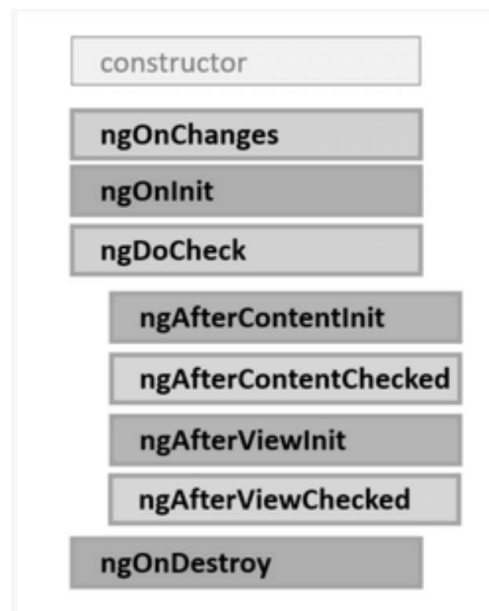 constructor
ngOnChanges
ngOnInit
ngDoCheck
ngAfterContentInit
ngAfterContentChecked
ngAfterViewInit
ngAfterViewChecked
ngOnDestroy